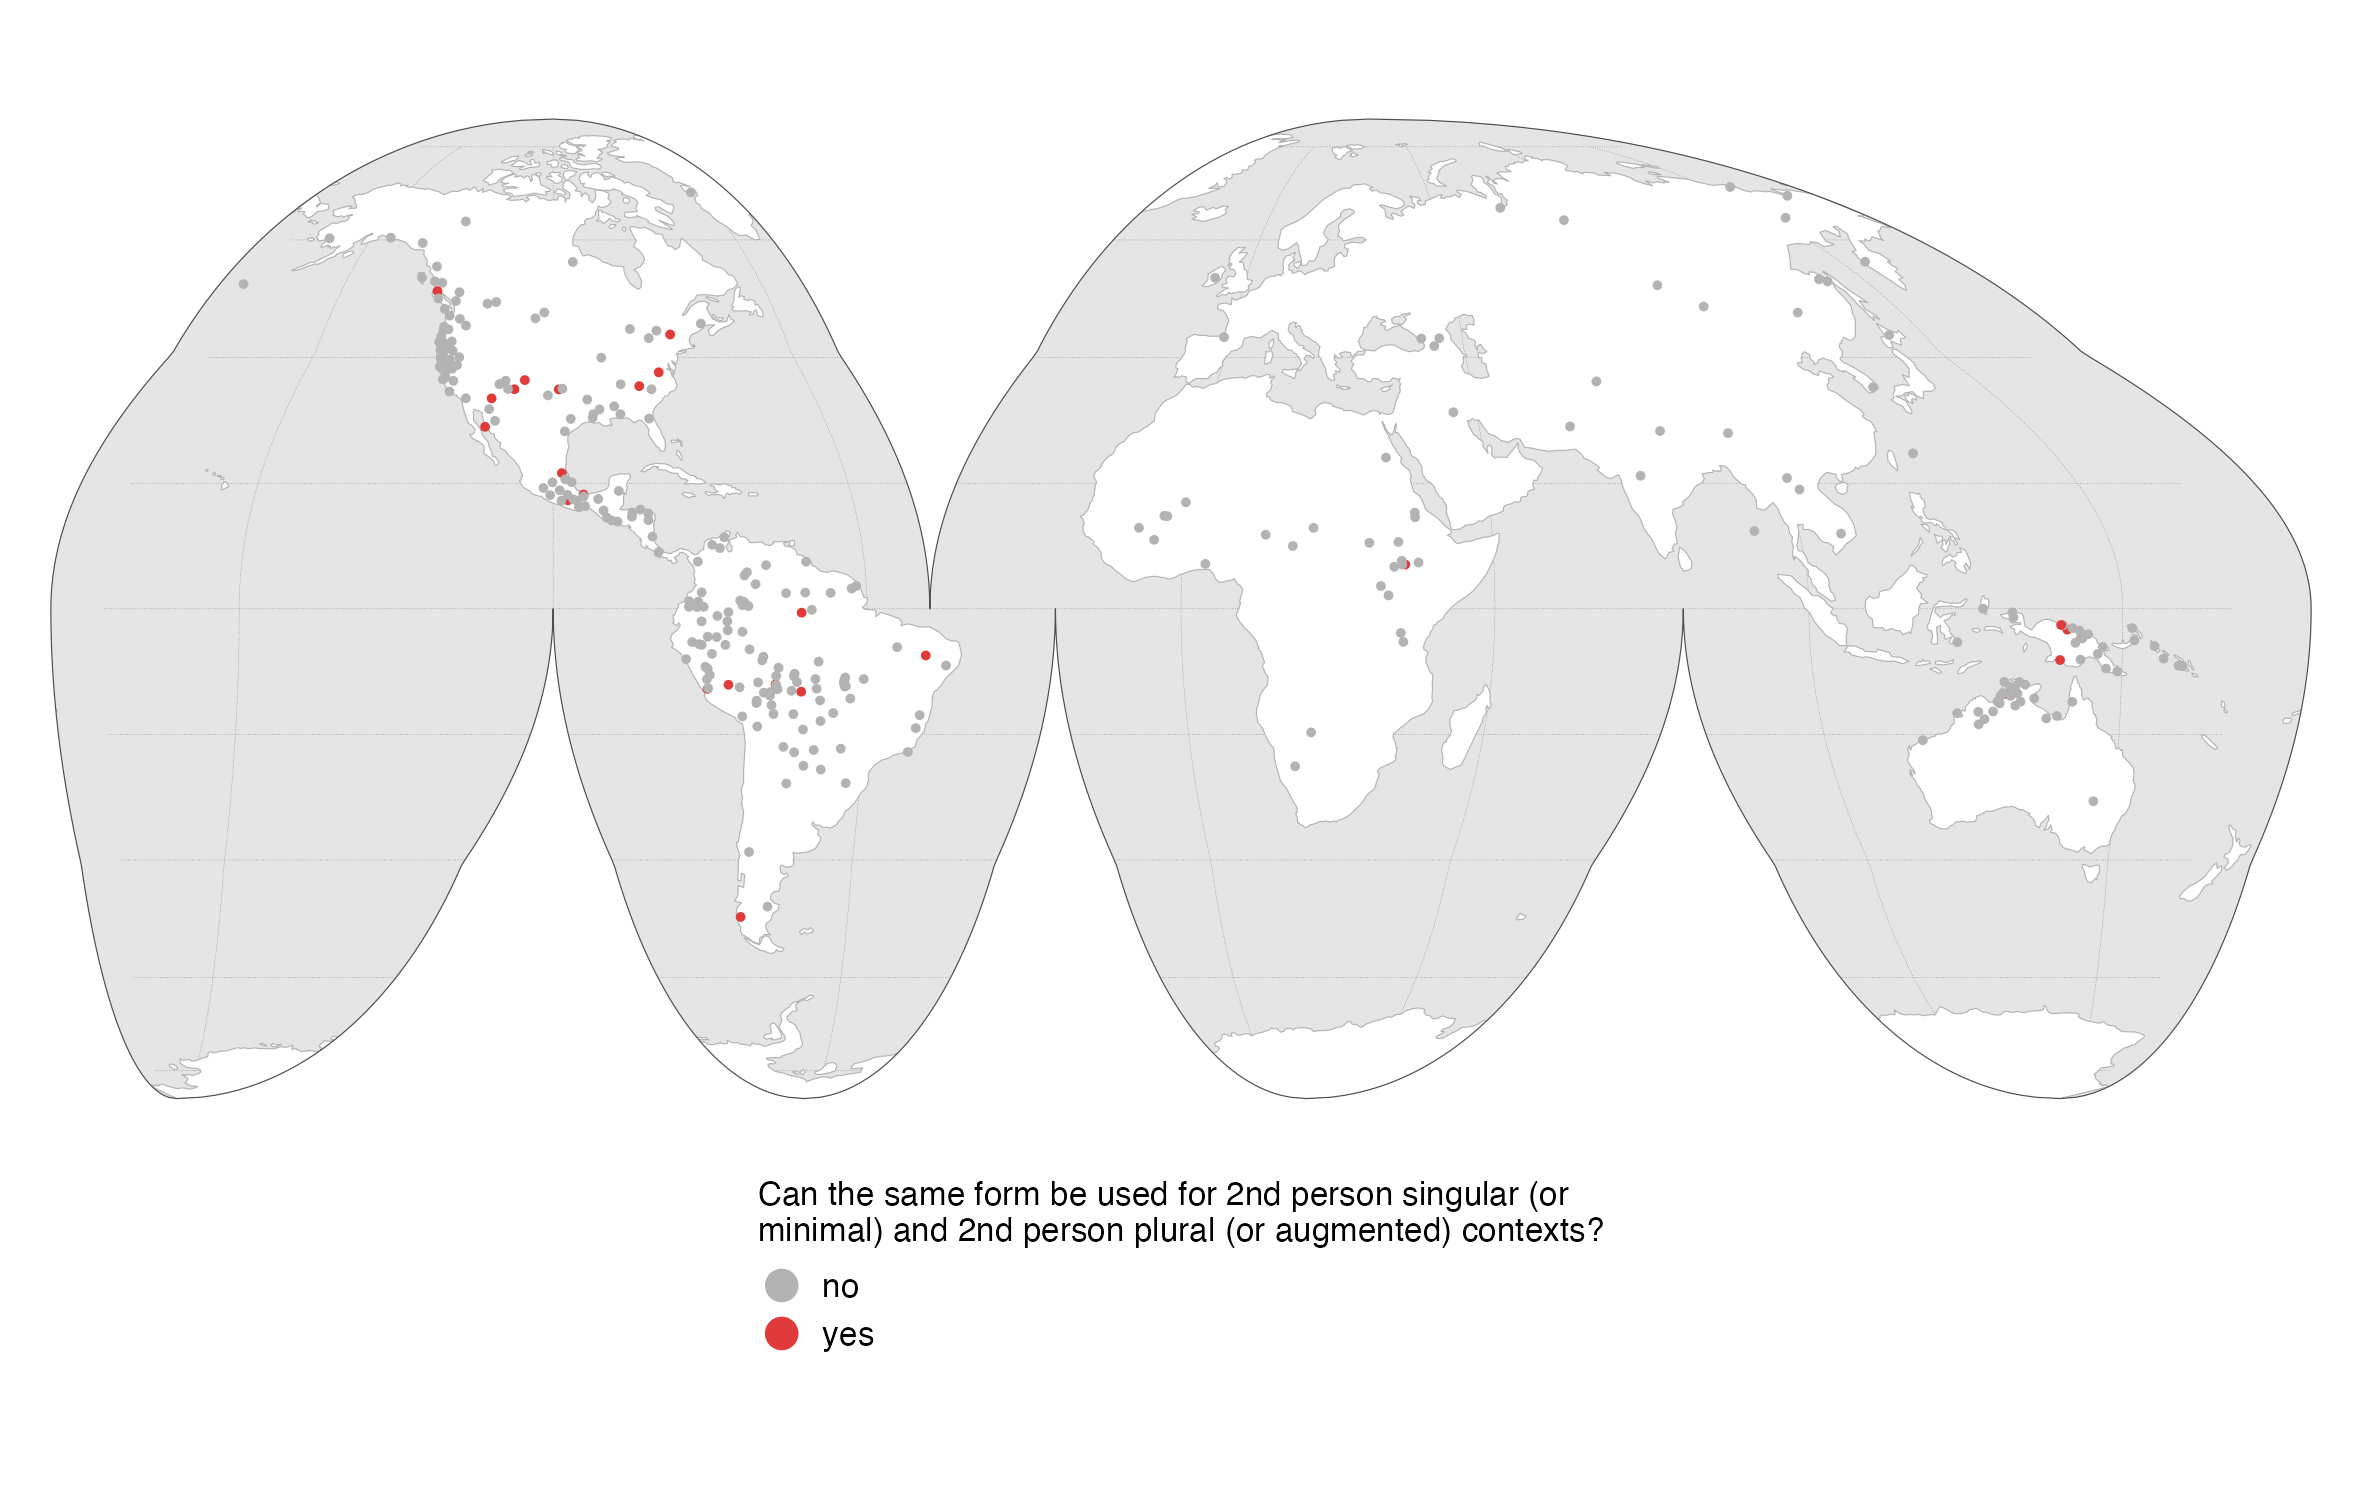 Can the same form be used for 2nd person singular (or
minimal) and 2nd person plural (or augmented) contexts?
no
yes